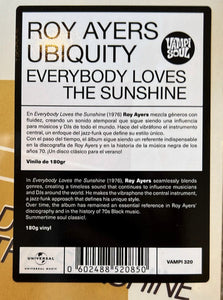 ROY AYERS
UBIQUITY
EVERYBODY LOVES
THE SUNSHINE
VAMPI
SOUL
En Everybody Loves the Sunshine (1976) Roy Ayers mezcla géneros con
fluidez, creando un sonido atemporal que sigue siendo una influencia para
músicos y DJs de todo el mundo. Hace del vibráfono el instrumento
central, un enfoque del jazz-funk que define su estilo único.
Con el paso del tiempo, el álbum sigue siendo un referente
indispensable en la discografía de Roy Ayers y en la historia de la música negra de los
años 70. ¡Un disco clásico para el verano!
Vinilo de 180gr
In Everybody Loves the Sunshine (1976), Roy Ayers seamlessly blends
genres, creating a timeless sound that continues to influence musicians
and DJs around the world. He makes the vibraphone the central instrument,
a jazz-funk approach that defines his unique style.
Over time, the album has remained an essential reference in Roy Ayers'
discography and in the history of 70s Black music.
Summertime soul classic!
180g vinyl
UNIVERSAL
UNIVERSAL MUSIC
0 602488 520850
VAMPI 320